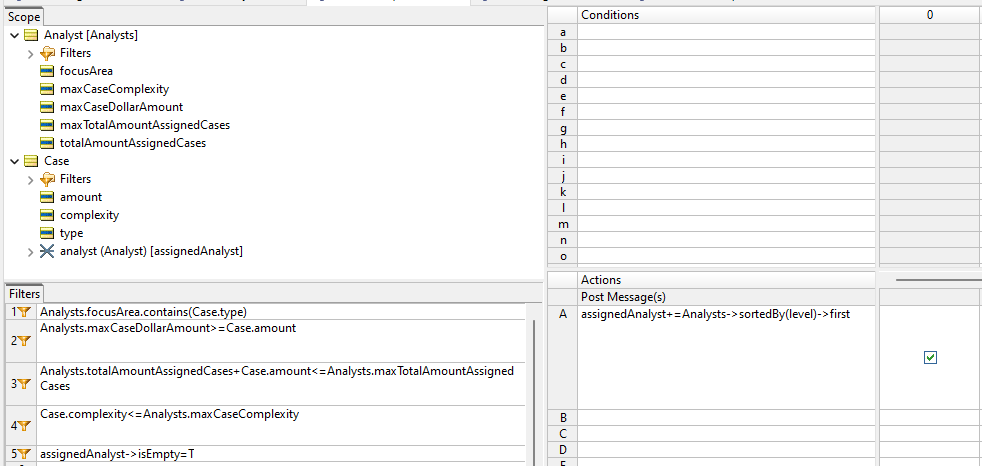 Scope
Analyst [Analysts]
Filters
focusArea
maxCaseComplexity
maxCaseDollarAmount
maxTotalAmountAssignedCases
totalAmountAssignedCases
Case
Filters
amount
complexity
type
analyst (Analyst) [assignedAnalyst]
Filters
1 Analysts.focusArea.contains(Case.type)
2 Analysts.maxCaseDollarAmount>=Case.amount
3 Analysts.totalAmountAssignedCases+Case.amount<=Analysts.maxTotalAmountAssigned
Cases
4 Case.complexity<=Analysts.maxCaseComplexity
5 assignedAnalyst->isEmpty=T
Conditions 0
a
b
c
d
e
f
g
h
i
j
k
l
m
n
o
Actions
Post Message(s)
A assignedAnalyst+=Analysts->sortedBy(level)->first
B
C
D